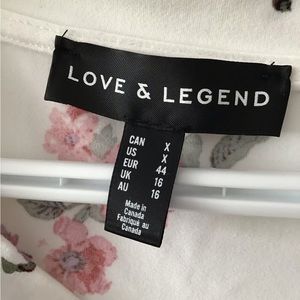 LOVE & LEGEND
CAN X
US X
EUR 44
UK 16
AU 16
Made in
Canada
Fabriqué au
Canada